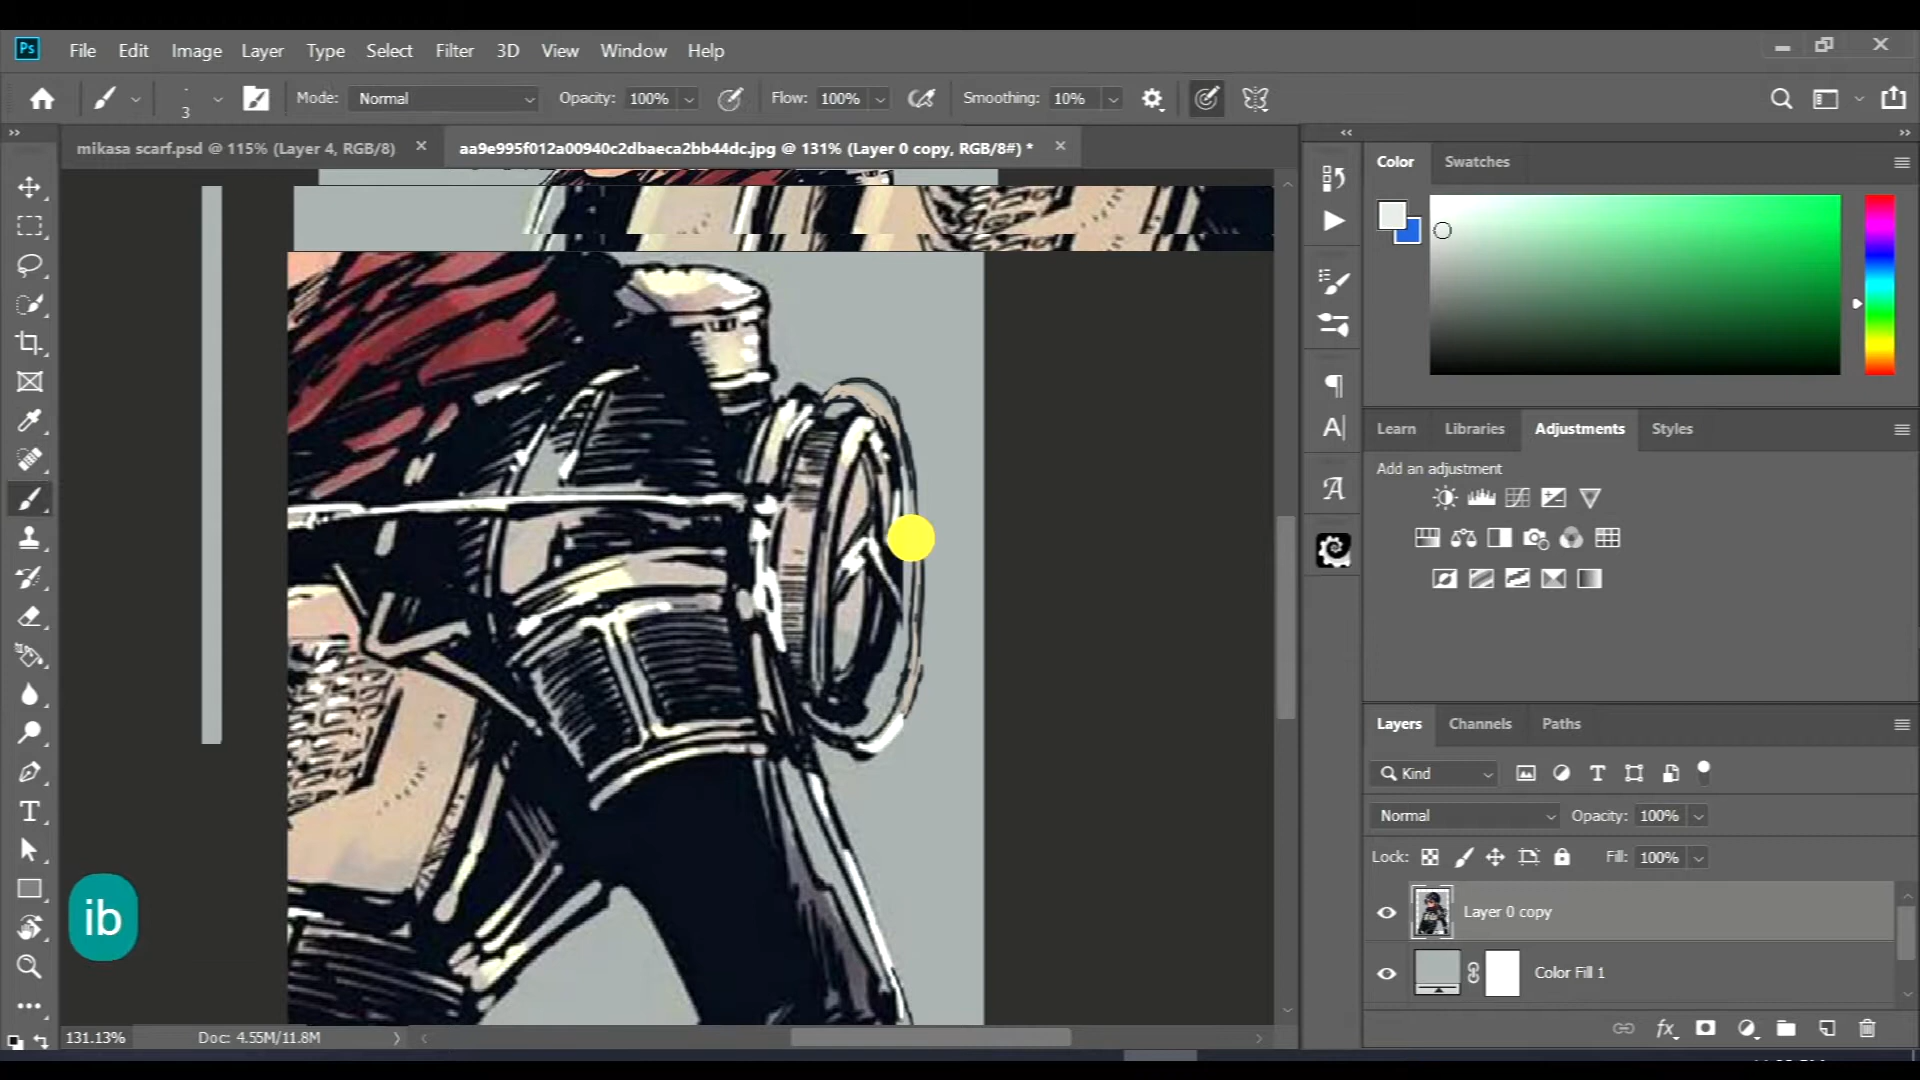 Ps File Edit Image Layer Type Select Filter 3D View Window Help
3 Mode: Normal Opacity: 100% Flow: 100% Smoothing: 10%
mikasa scarf.psd @ 115% (Layer 4, RGB/8) × aa9e995f012a00940c2dbaeca2bb44dc.jpg @ 131% (Layer 0 copy, RGB/8#) * ×
Color Swatches
Learn Libraries Adjustments Styles
Add an adjustment
Layers Channels Paths
Kind
Normal Opacity: 100%
Lock: Fill: 100%
Layer 0 copy
Color Fill 1
fx
ib
131.13% Doc: 4.55M/11.8M